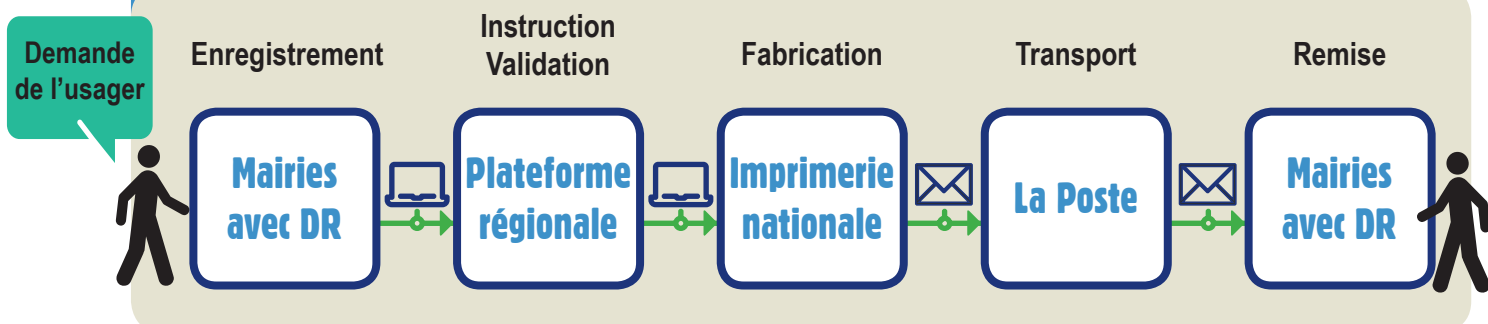 Demande
de l’usager
Enregistrement
Mairies
avec DR
Instruction
Validation
Plateforme
régionale
Fabrication
Imprimerie
nationale
Transport
La Poste
Remise
Mairies
avec DR